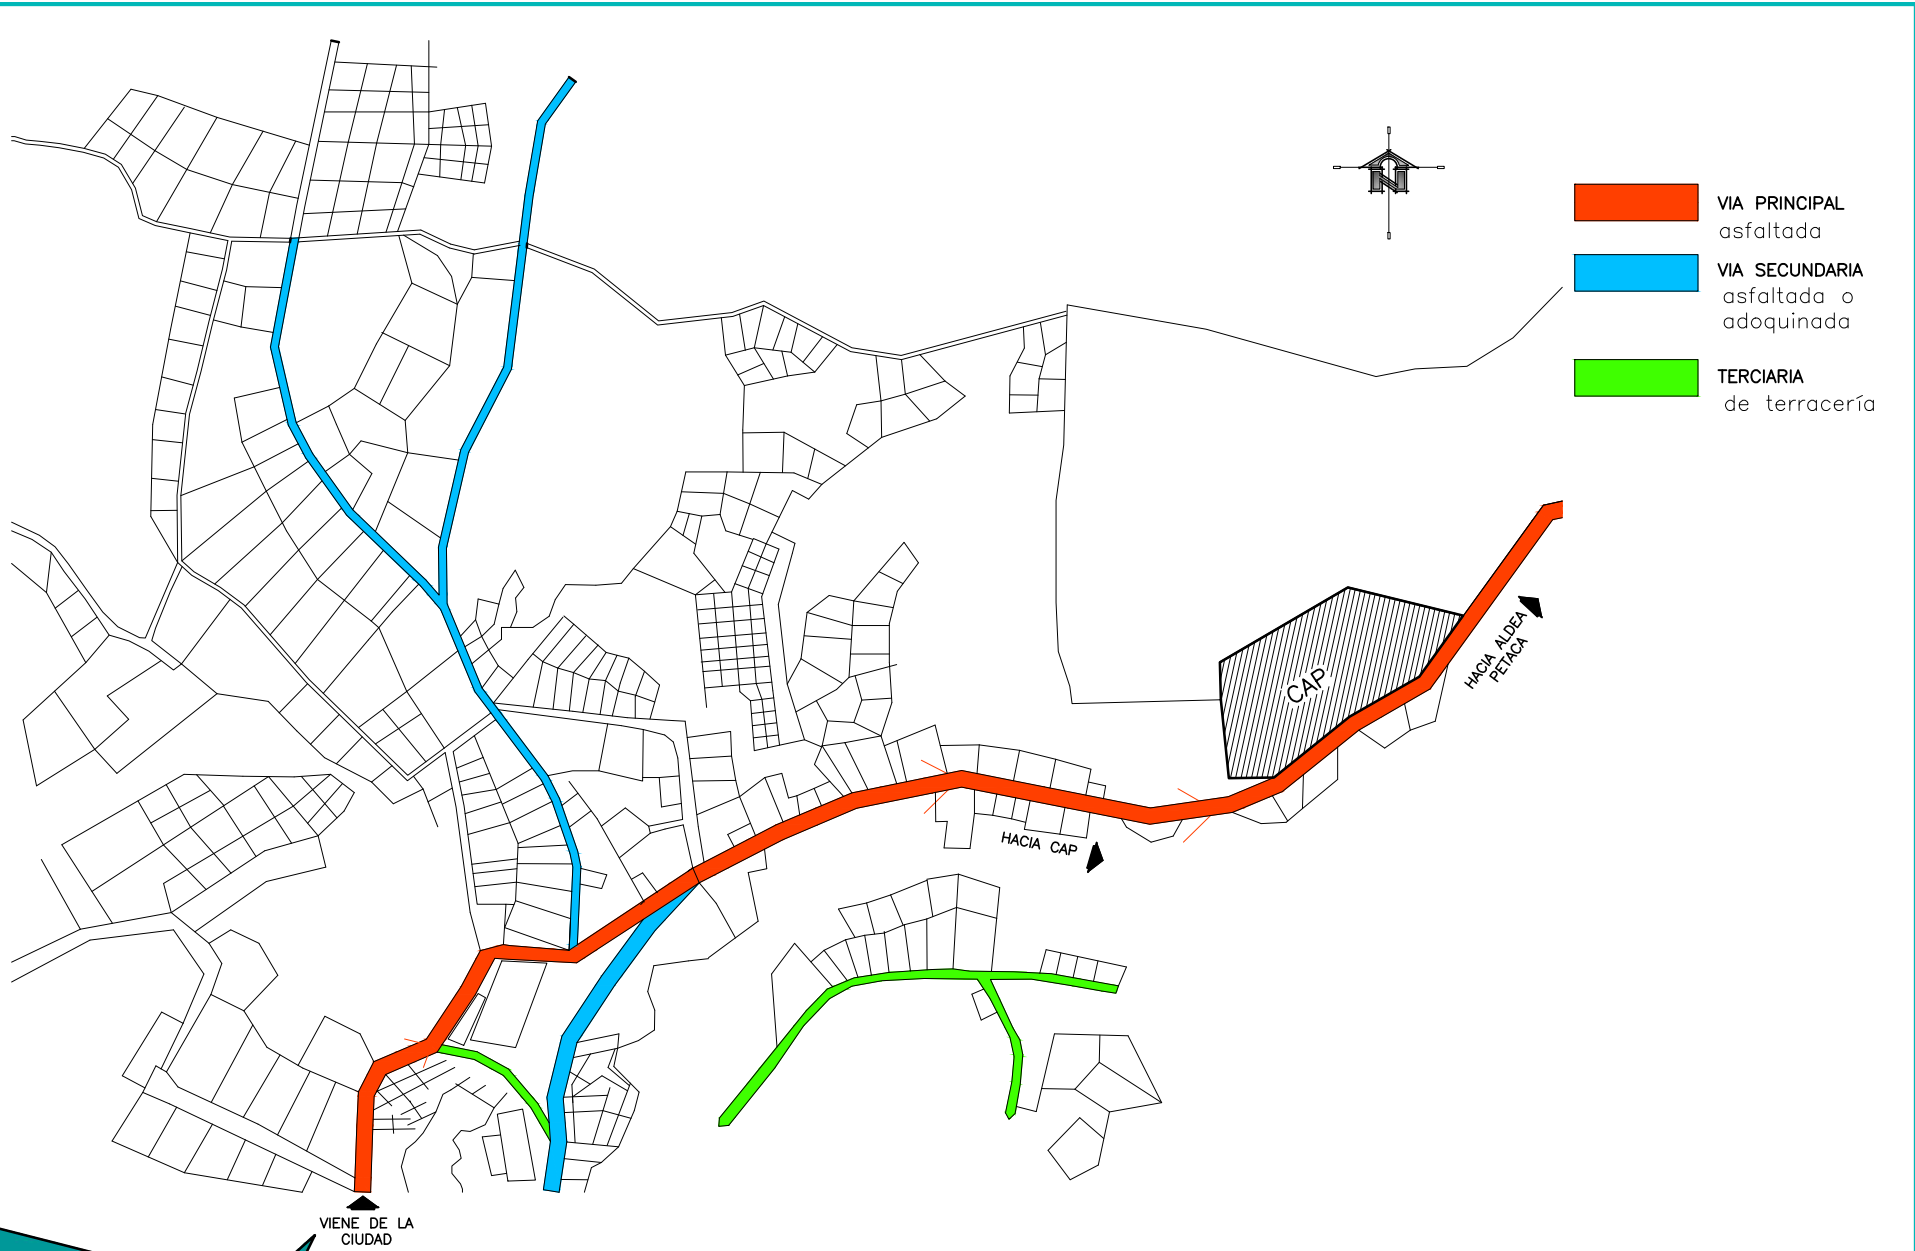 N
VIA PRINCIPAL
asfaltada
VIA SECUNDARIA
asfaltada o
adoquinada
TERCIARIA
de terracería
HACIA ALDEA
PETACA
CAP
HACIA CAP
VIENE DE LA
CIUDAD